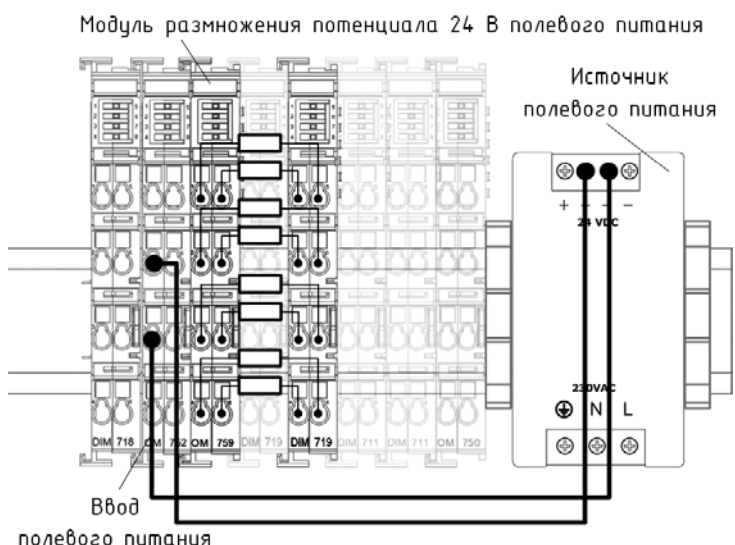 Модуль размножения потенциала 24 В полевого питания
Источник
полевого питания
+ + - -
24 VDC
230VAC
N L
DIM 718 OM 752 OM 759 DIM 719 DIM 719 DIM 711 DIM 711 OM 750
Ввод
полевого питания